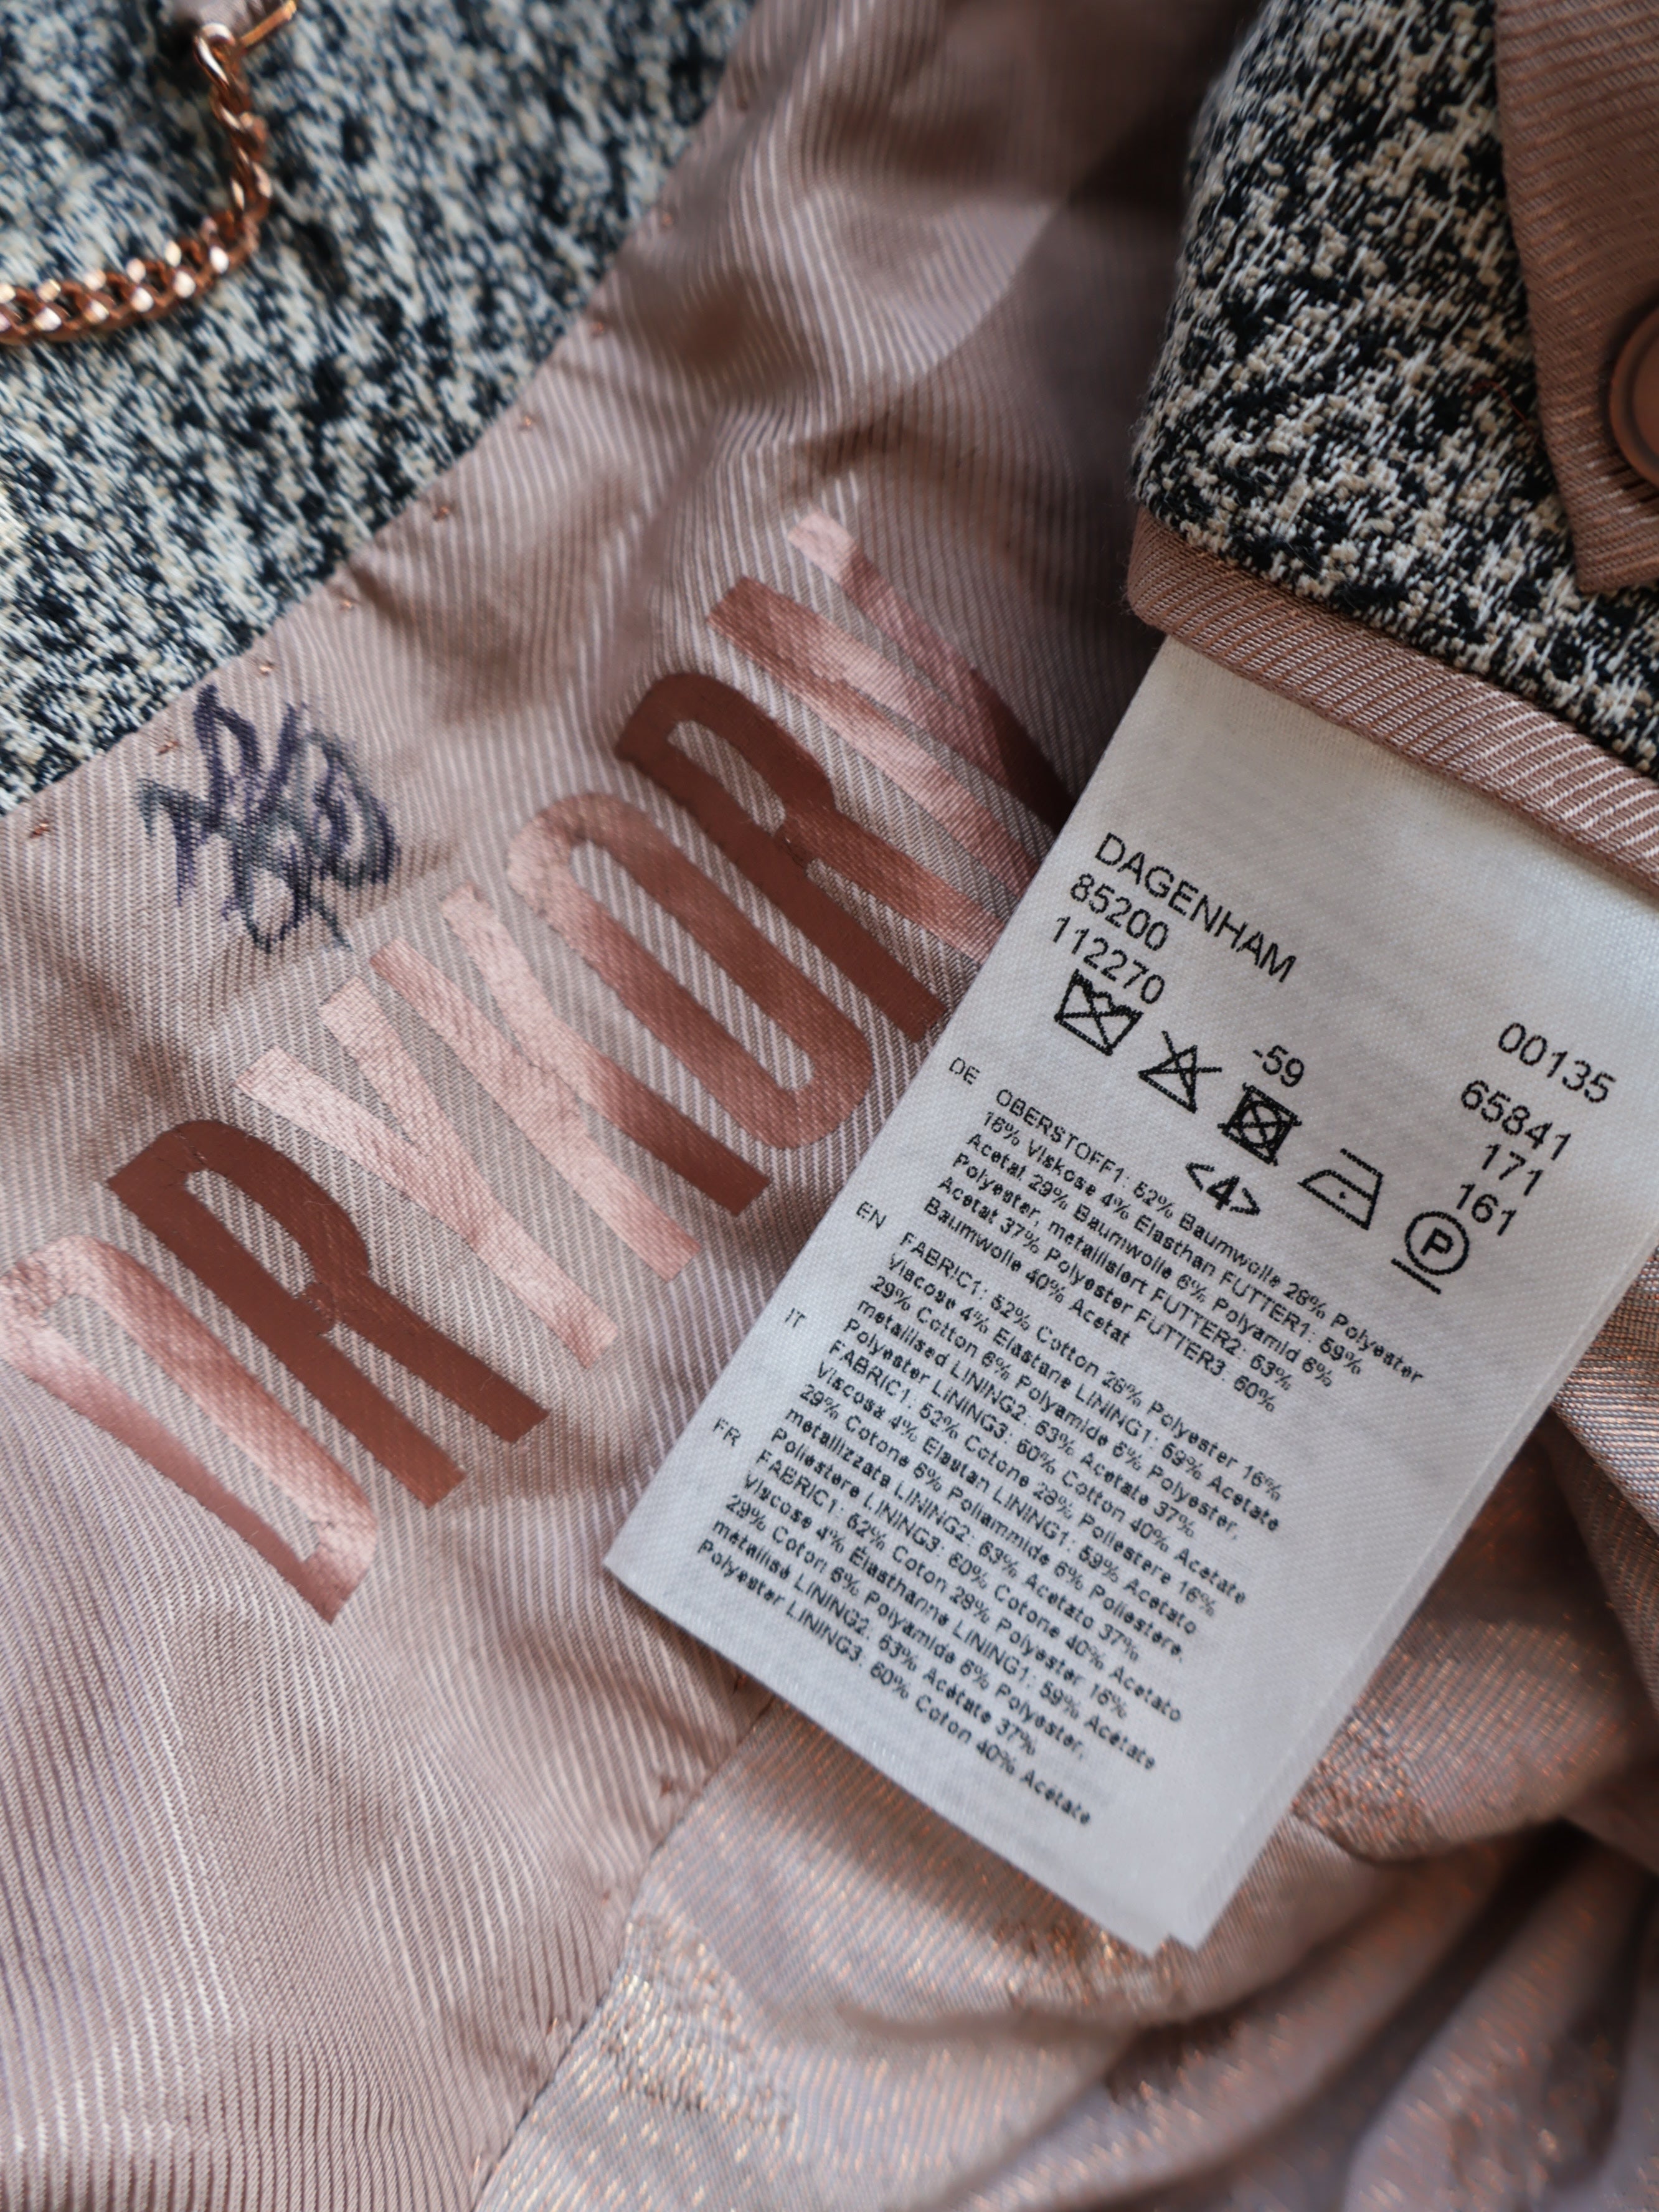 DRYKORN
DAGENHAM 00135
85200 65841
112270 171
161
-59
<4>
P
DE OBERSTOFF1: 52% Baumwolle 28% Polyester
16% Viskose 4% Elasthan FUTTER1: 59%
Acetat 29% Baumwolle 6% Polyamid 6%
Polyester, metallisiert FUTTER2: 63%
Acetat 37% Polyester FUTTER3: 60%
Baumwolle 40% Acetat
EN FABRIC1: 52% Cotton 28% Polyester 16%
Viscose 4% Elastane LINING1: 59% Acetate
29% Cotton 6% Polyamide 6% Polyester,
metallised LINING2: 63% Acetate 37%
Polyester LINING3: 60% Cotton 40% Acetate
IT FABRIC1: 52% Cotone 28% Poliestere 16%
Viscosa 4% Elastan LINING1: 59% Acetato
29% Cotone 6% Poliammide 6% Poliestere,
metallizzata LINING2: 63% Acetato 37%
Poliestere LINING3: 60% Cotone 40% Acetato
FR FABRIC1: 52% Coton 28% Polyester 16%
Viscose 4% Élasthanne LINING1: 59% Acétate
29% Coton 6% Polyamide 6% Polyester,
métallisé LINING2: 63% Acétate 37%
Polyester LINING3: 60% Coton 40% Acétate